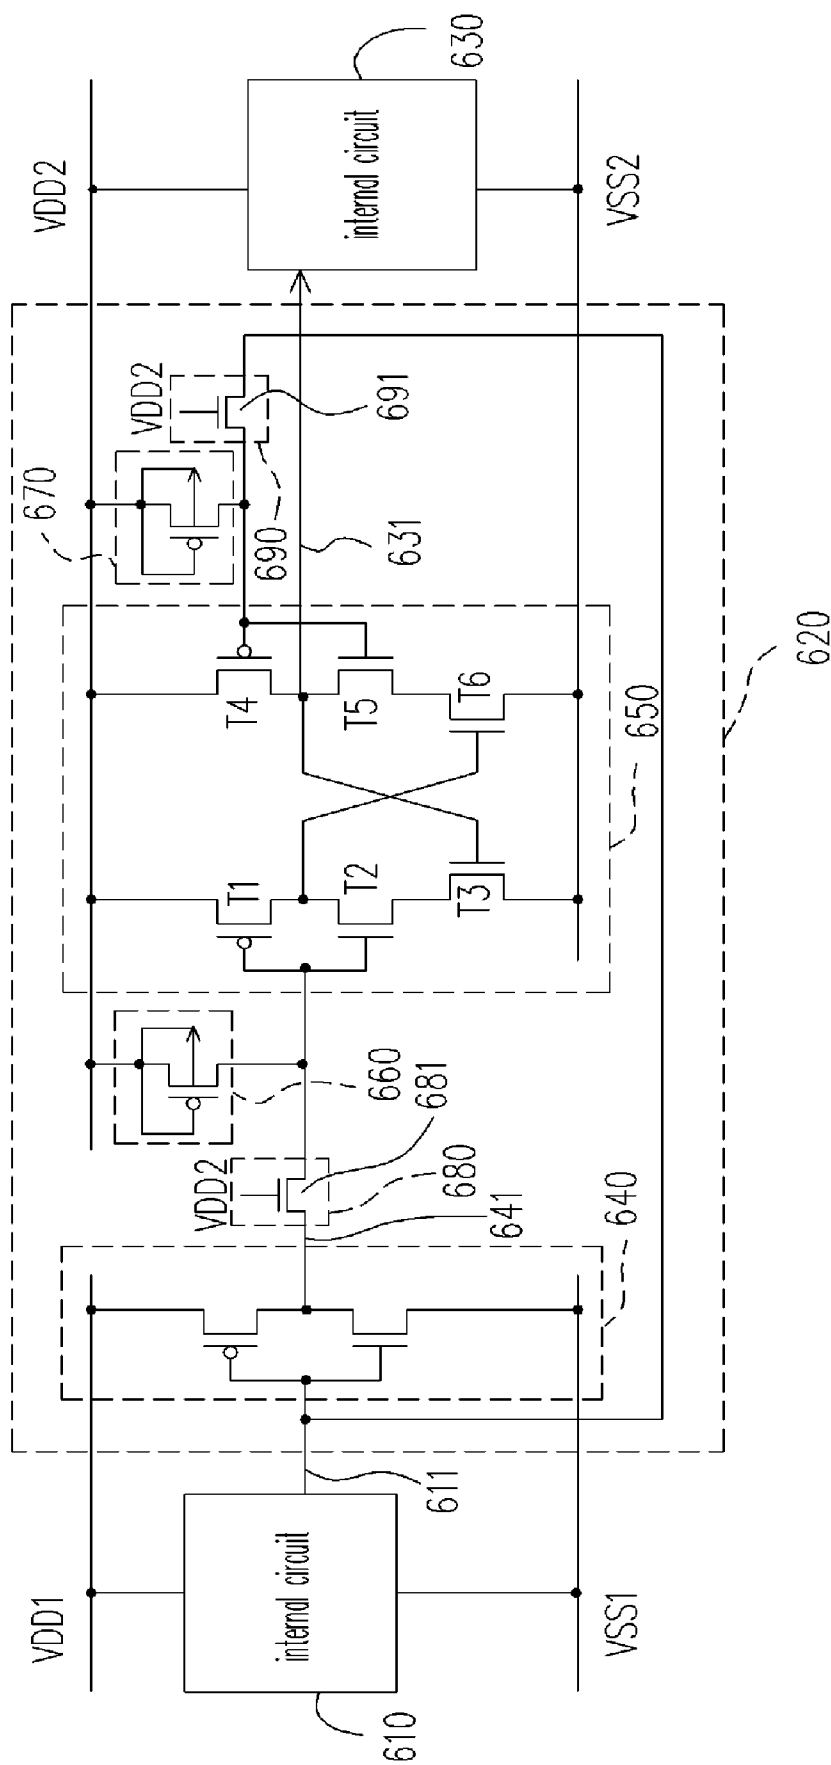 VDD1
VDD2
670
VDD2
VDD2
internal circuit
610
611
641
680
681
660
T1
T2
T3
T4
T5
T6
690
691
631
internal circuit
630
VSS1
640
650
620
VSS2